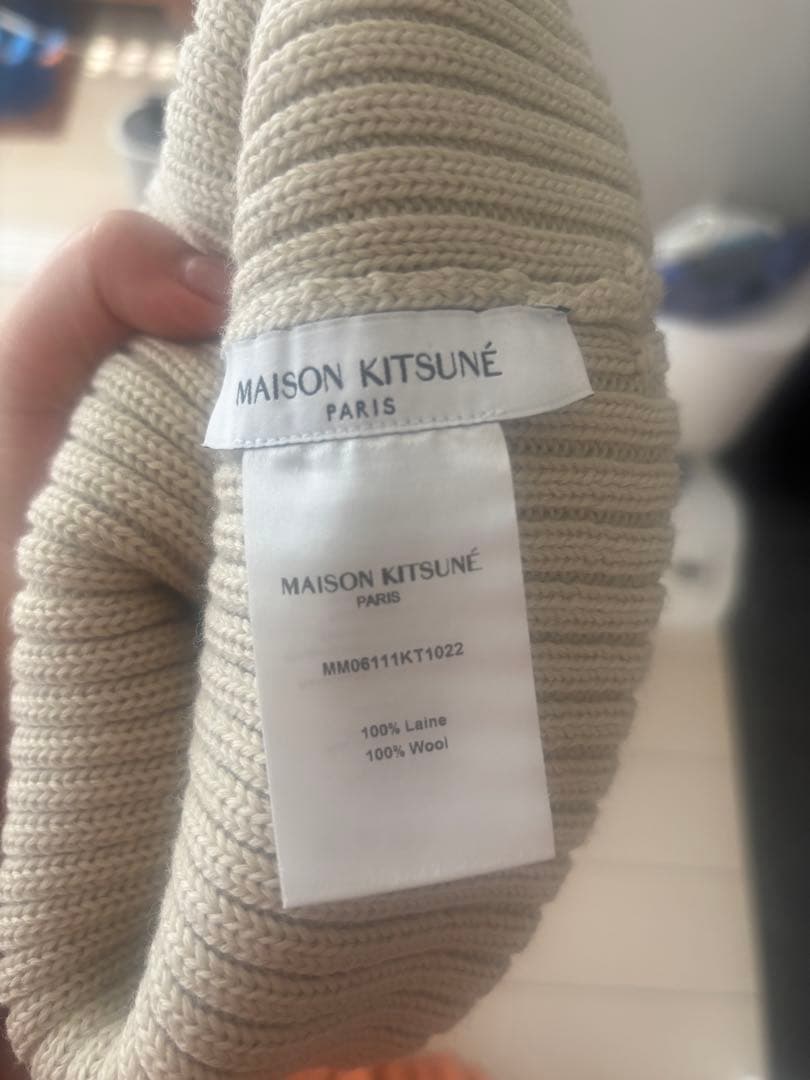 MAISON KITSUNÉ
PARIS
MAISON KITSUNÉ
PARIS
MM06111KT1022
100% Laine
100% Wool